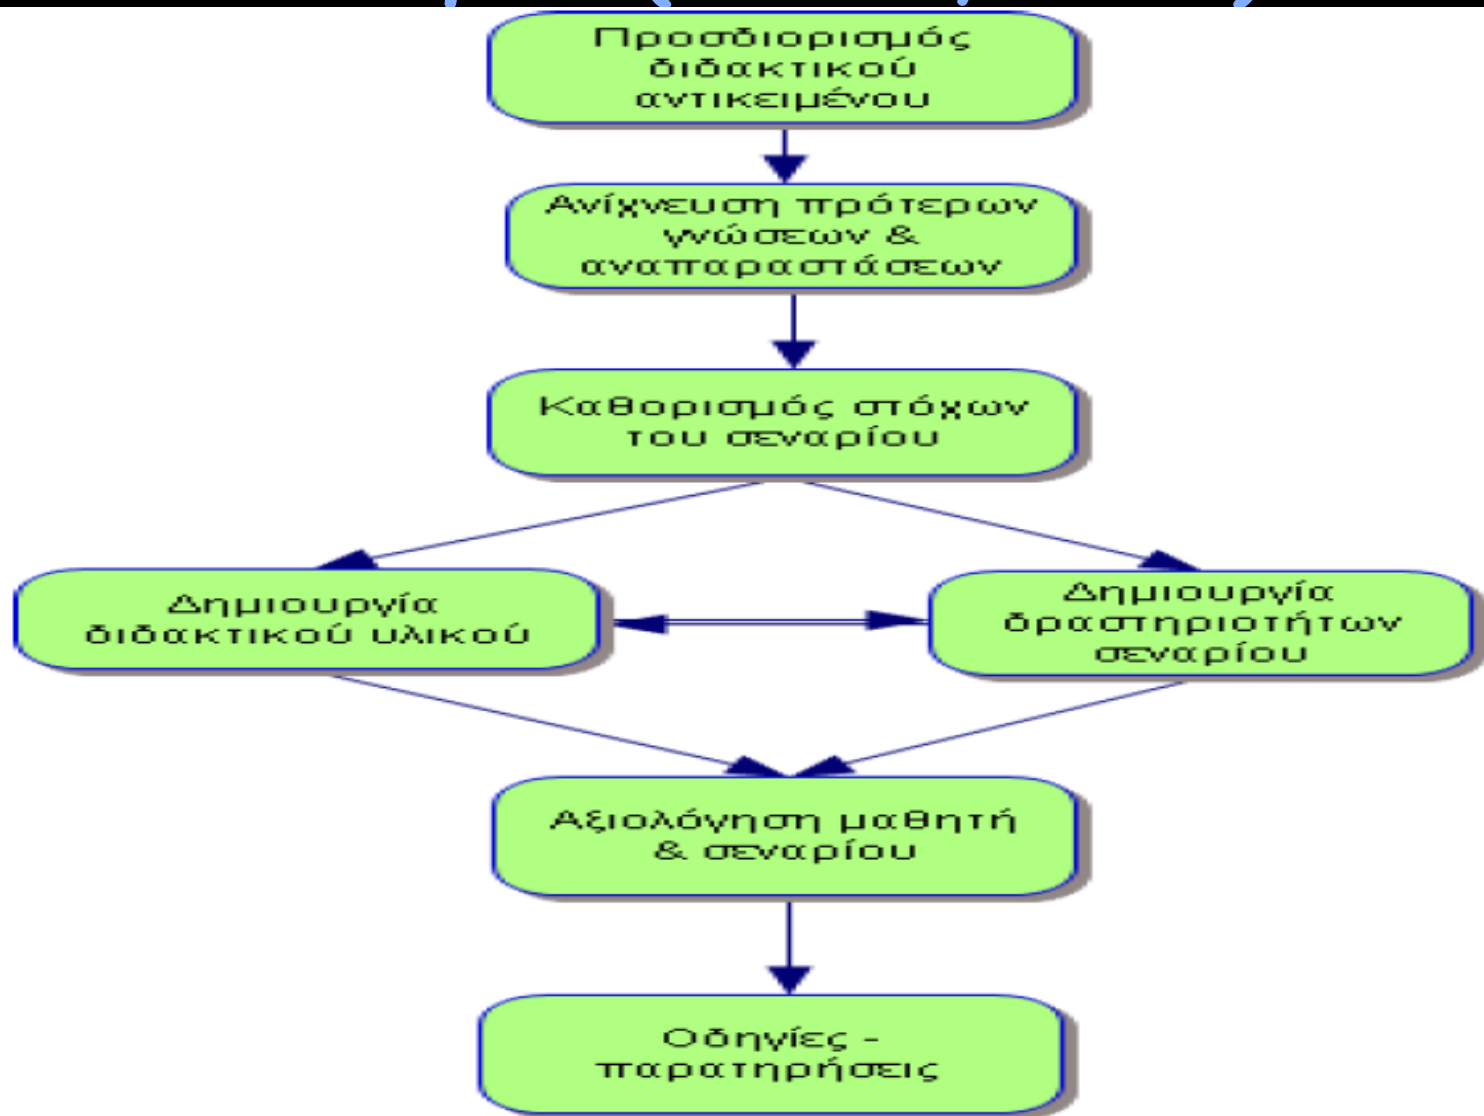 Προσδιορισμός
διδακτικού
αντικειμένου
Ανίχνευση πρότερων
γνώσεων &
αναπαραστάσεων
Καθορισμός στόχων
του σεναρίου
Δημιουργία
διδακτικού υλικού
Δημιουργία
δραστηριοτήτων
σεναρίου
Αξιολόγηση μαθητή
& σεναρίου
Οδηγίες -
παρατηρήσεις